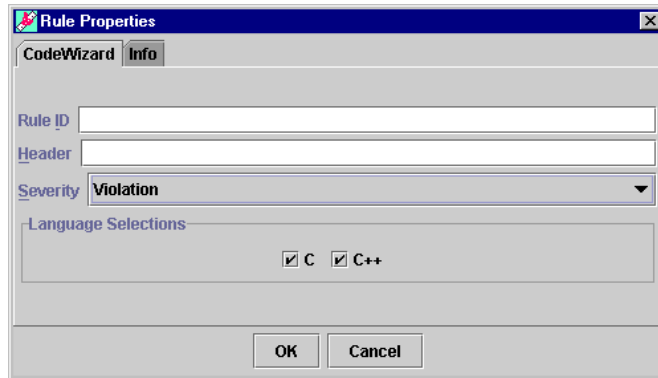 Rule Properties
CodeWizard Info
Rule ID
Header
Severity Violation
Language Selections
C C++
OK Cancel